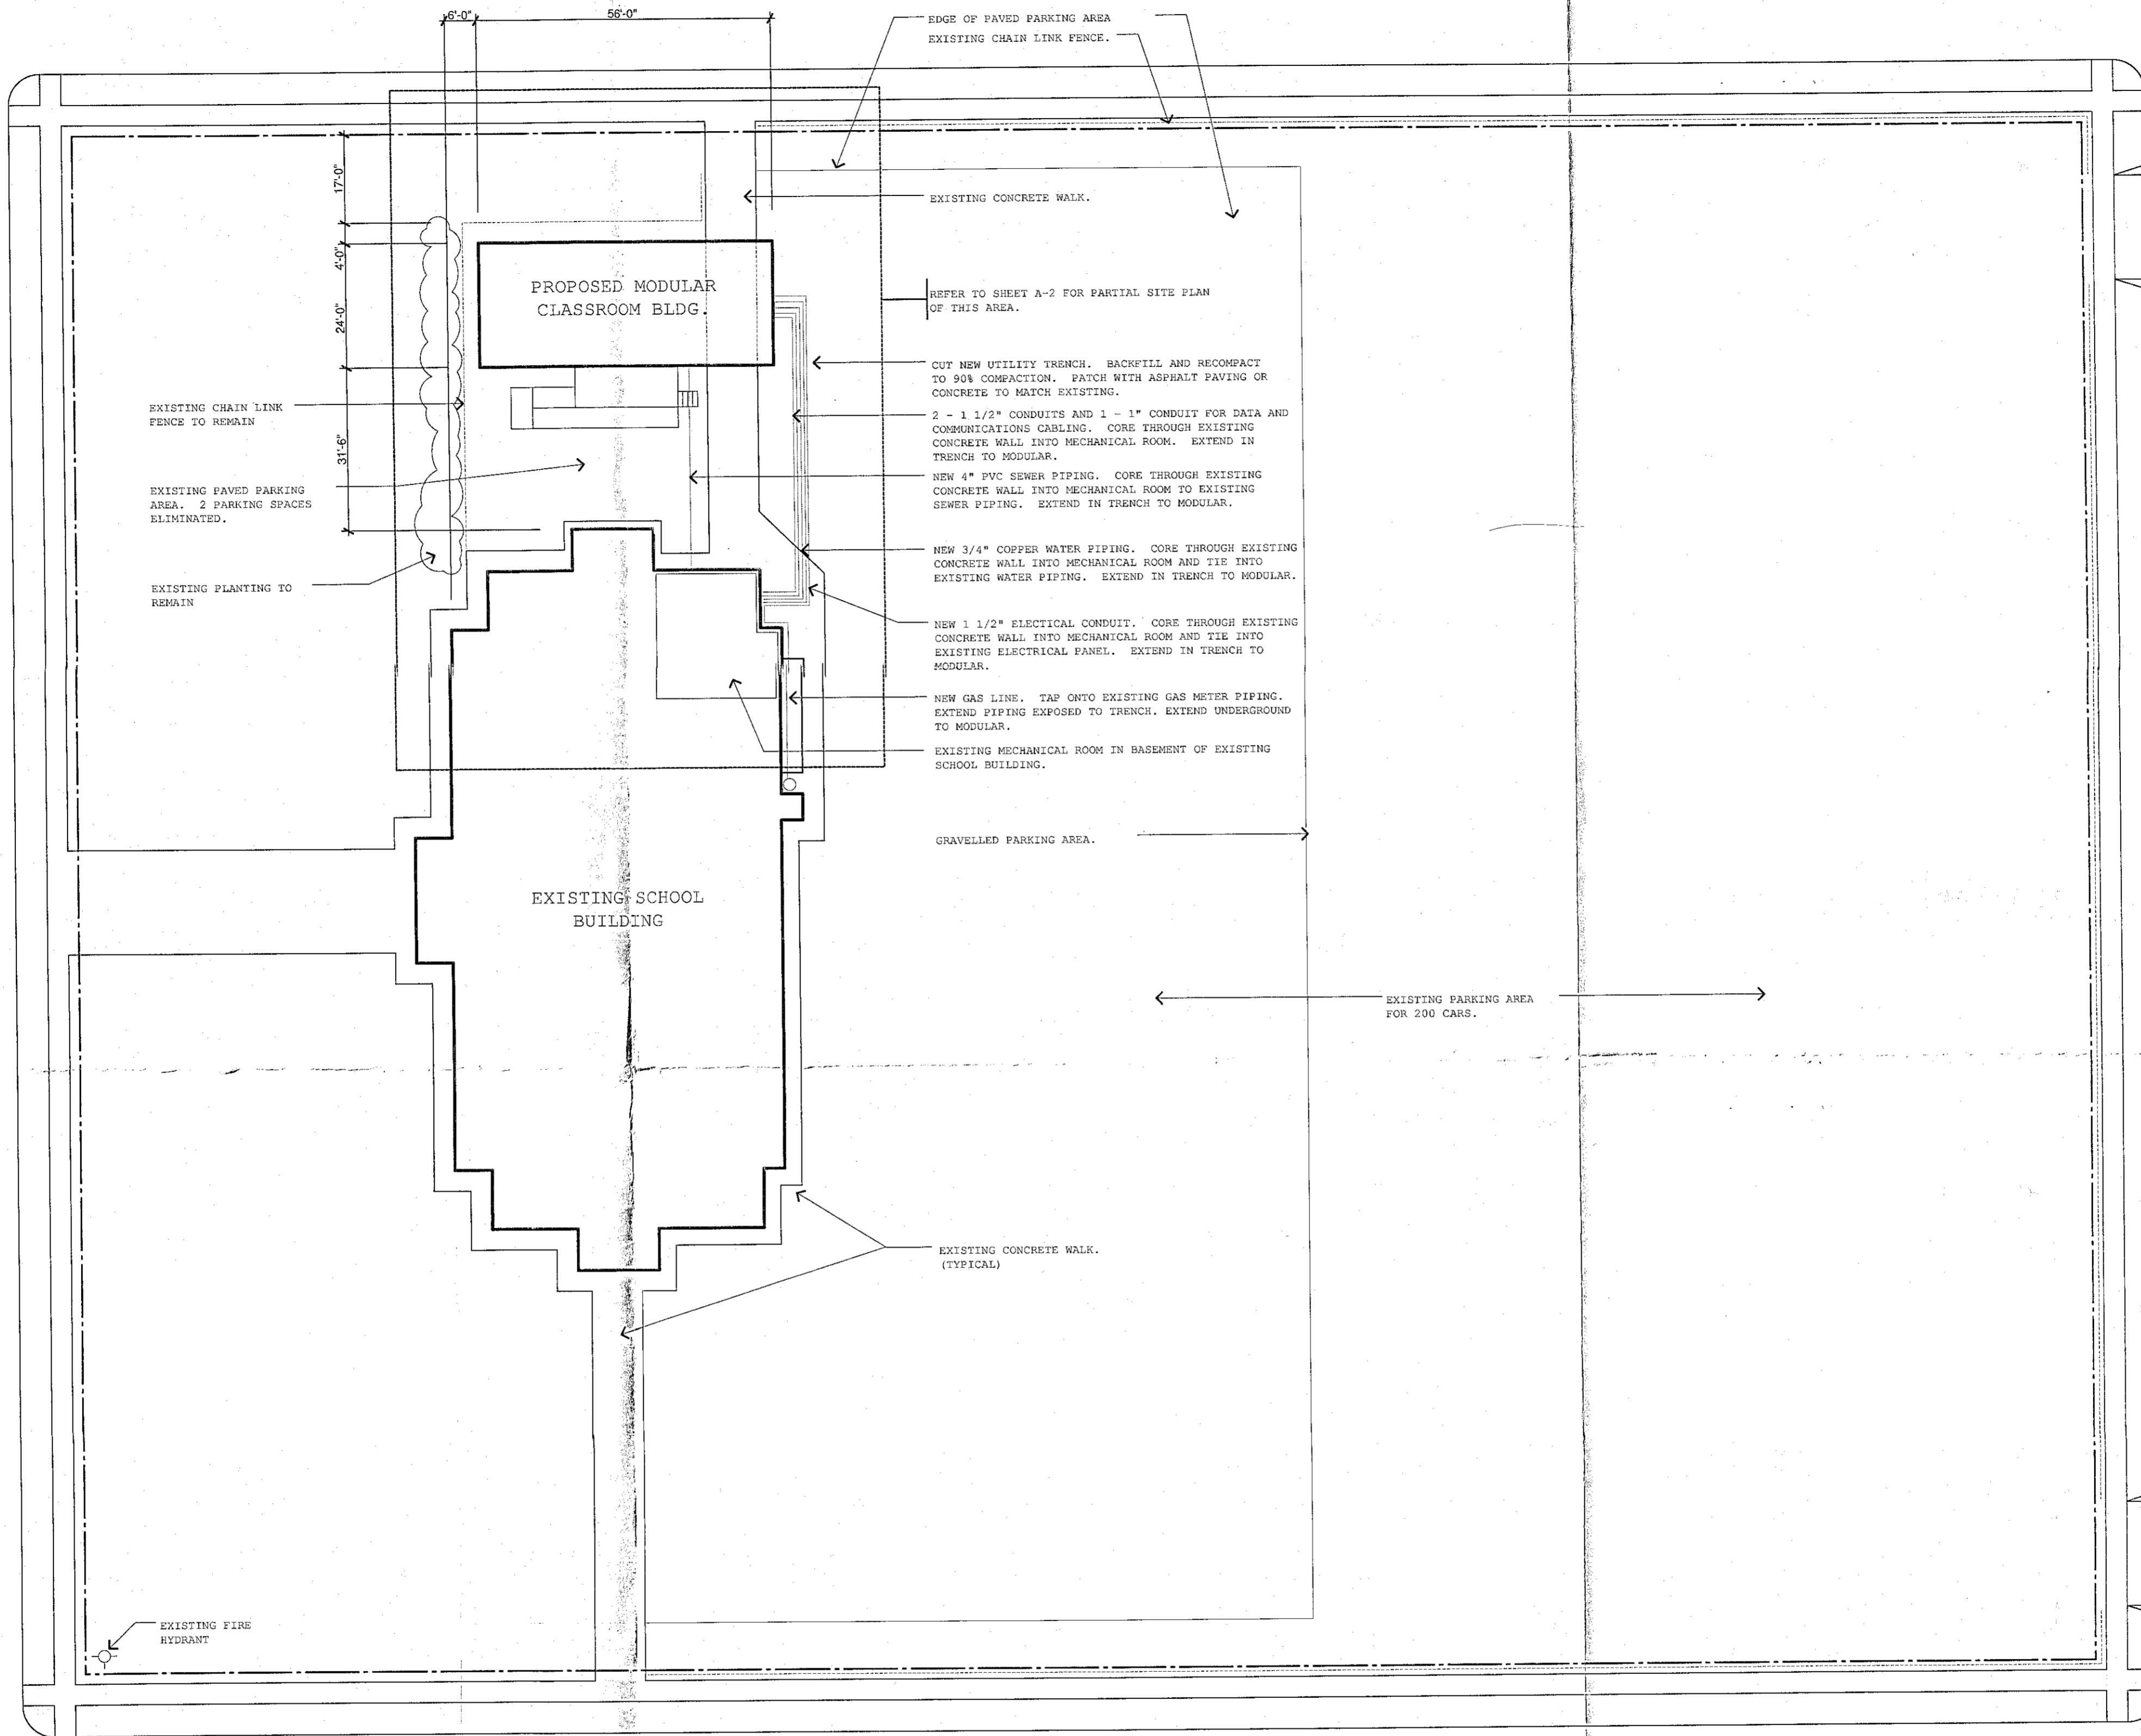 6'-0"
56'-0"
EDGE OF PAVED PARKING AREA
EXISTING CHAIN LINK FENCE.
17'-0"
4'-0"
24'-0"
31'-6"
EXISTING CONCRETE WALK.
PROPOSED MODULAR
CLASSROOM BLDG.
REFER TO SHEET A-2 FOR PARTIAL SITE PLAN
OF THIS AREA.
CUT NEW UTILITY TRENCH. BACKFILL AND RECOMPACT
TO 90% COMPACTION. PATCH WITH ASPHALT PAVING OR
CONCRETE TO MATCH EXISTING.
EXISTING CHAIN LINK
FENCE TO REMAIN
2 - 1 1/2" CONDUITS AND 1 - 1" CONDUIT FOR DATA AND
COMMUNICATIONS CABLING. CORE THROUGH EXISTING
CONCRETE WALL INTO MECHANICAL ROOM. EXTEND IN
TRENCH TO MODULAR.
NEW 4" PVC SEWER PIPING. CORE THROUGH EXISTING
CONCRETE WALL INTO MECHANICAL ROOM TO EXISTING
SEWER PIPING. EXTEND IN TRENCH TO MODULAR.
EXISTING PAVED PARKING
AREA. 2 PARKING SPACES
ELIMINATED.
NEW 3/4" COPPER WATER PIPING. CORE THROUGH EXISTING
CONCRETE WALL INTO MECHANICAL ROOM AND TIE INTO
EXISTING WATER PIPING. EXTEND IN TRENCH TO MODULAR.
EXISTING PLANTING TO
REMAIN
NEW 1 1/2" ELECTICAL CONDUIT. CORE THROUGH EXISTING
CONCRETE WALL INTO MECHANICAL ROOM AND TIE INTO
EXISTING ELECTRICAL PANEL. EXTEND IN TRENCH TO
MODULAR.
NEW GAS LINE. TAP ONTO EXISTING GAS METER PIPING.
EXTEND PIPING EXPOSED TO TRENCH. EXTEND UNDERGROUND
TO MODULAR.
EXISTING MECHANICAL ROOM IN BASEMENT OF EXISTING
SCHOOL BUILDING.
GRAVELLED PARKING AREA.
EXISTING SCHOOL
BUILDING
EXISTING PARKING AREA
FOR 200 CARS.
EXISTING CONCRETE WALK.
(TYPICAL)
EXISTING FIRE
HYDRANT